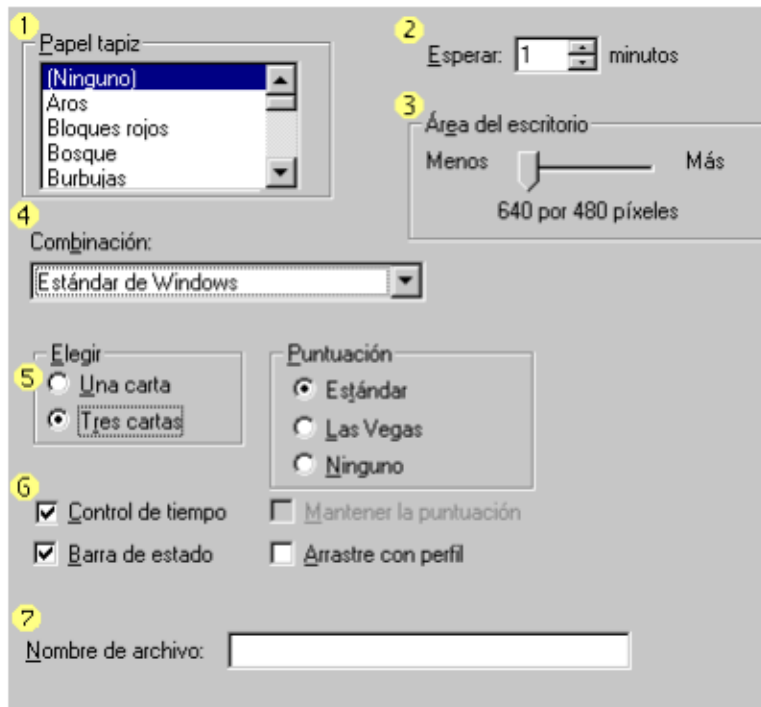 1
Papel tapiz
(Ninguno)
Aros
Bloques rojos
Bosque
Burbujas
2
Esperar: 1 minutos
3
Área del escritorio
Menos Más
640 por 480 píxeles
4
Combinación:
Estándar de Windows
5
Elegir
Una carta
Tres cartas
Puntuación
Estándar
Las Vegas
Ninguno
6
Control de tiempo
Barra de estado
Mantener la puntuación
Arrastre con perfil
7
Nombre de archivo: